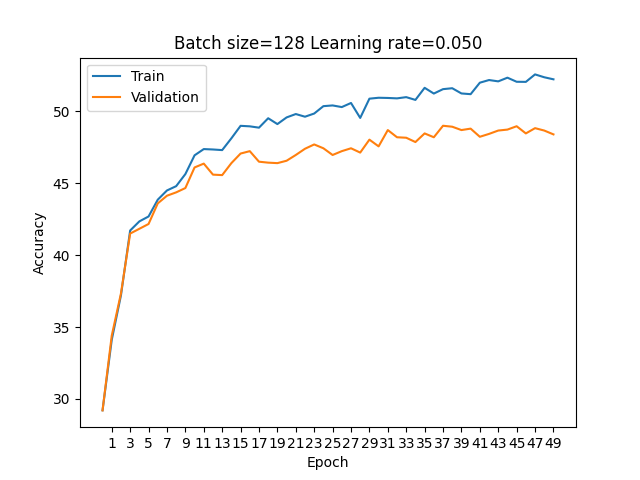 Batch size=128 Learning rate=0.050
Train
Validation
50
45
40
35
30
Accuracy
1 3 5 7 9 11 13 15 17 19 21 23 25 27 29 31 33 35 37 39 41 43 45 47 49
Epoch